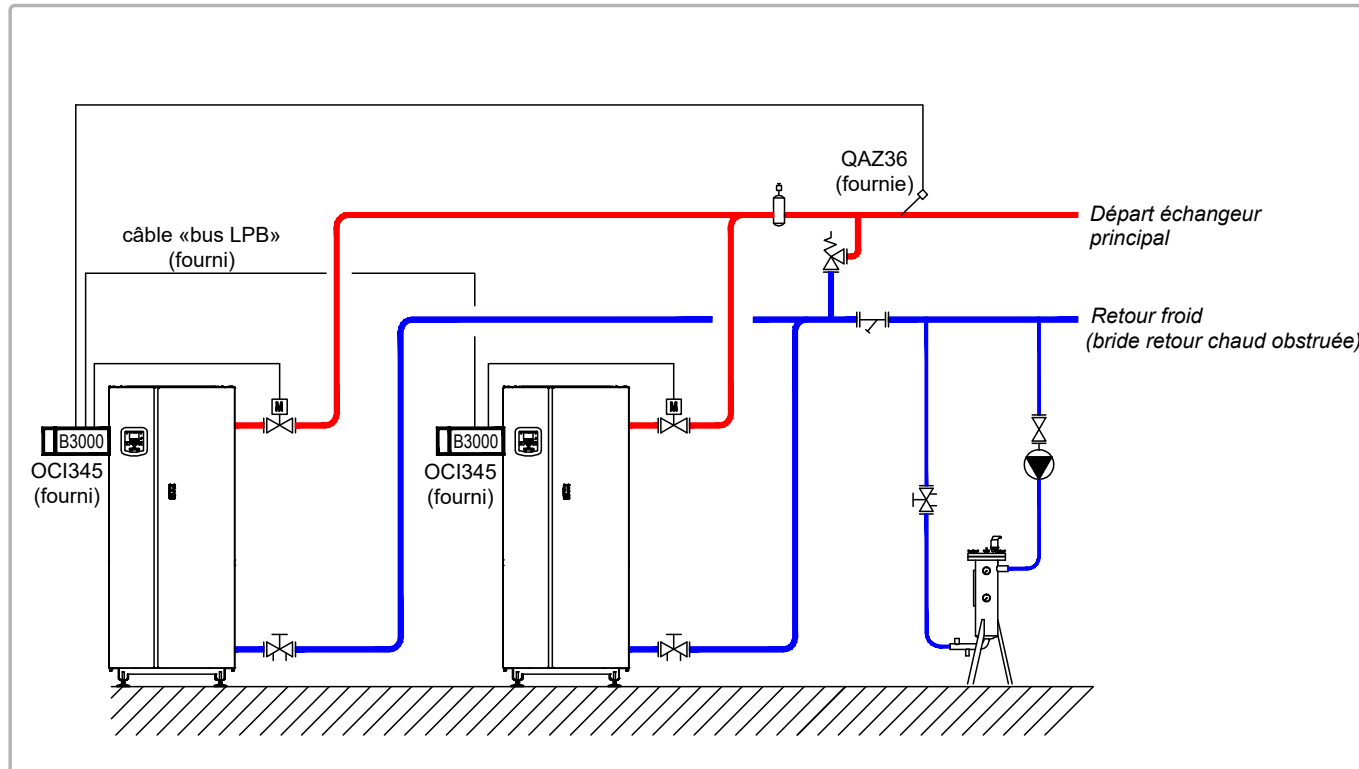 QAZ36
(fournie)
Départ échangeur
principal
câble «bus LPB»
(fourni)
Retour froid
(bride retour chaud obstruée)
M
M
B3000
B3000
OCI345
(fourni)
OCI345
(fourni)